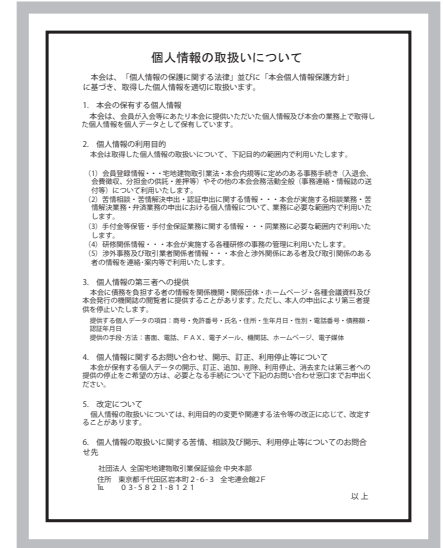 個人情報の取扱いについて
本会は、「個人情報の保護に関する法律」並びに「本会個人情報保護方針」
に基づき、取得した個人情報を適切に取扱います。
1. 本会の保有する個人情報
本会は、会員が入会等にあたり本会に提供いただいた個人情報及び本会の業務上で取得し
た個人情報を個人データとして保有しています。
2. 個人情報の利用目的
本会は取得した個人情報の取扱いについて、下記目的の範囲内で利用いたします。
(1) 会員登録情報・・・宅地建物取引業法・本会内規等に定めのある事務手続き(入退会、
会費徴収、分担金の供託・差押等)やその他の本会会務活動全般(事務連絡・情報誌の送
付等)について利用いたします。
(2) 苦情相談・苦情解決申出・認証申出に関する情報・・・本会が実施する相談業務・苦
情解決業務・弁済業務の申出における個人情報について、業務に必要な範囲内で利用いた
します。
(3) 手付金等保管・手付金保証業務に関する情報・・・同業務に必要な範囲内で利用いた
します。
(4) 研修関係情報・・・本会が実施する各種研修の事務の管理に利用いたします。
(5) 渉外事務及び取引業者関係者情報・・・本会と渉外関係にある者及び取引関係のある
者の情報を連絡・案内等で利用いたします。
3. 個人情報の第三者への提供
本会に債務を負担する者の情報を関係機関・関係団体・ホームページ・各種会議資料及び
本会発行の機関誌の閲覧者に提供することがあります。ただし、本人の申出により第三者提
供を停止いたします。
提供する個人データの項目：商号・免許番号・氏名・住所・生年月日・性別・電話番号・債務額・
認証年月日
提供の手段・方法：書面、電話、FAX、電子メール、機関誌、ホームページ、電子媒体
4. 個人情報に関するお問い合わせ、開示、訂正、利用停止等について
本会が保有する個人データの開示、訂正、追加、削除、利用停止、消去または第三者への
提供の停止をご希望の方は、必要となる手続について下記のお問い合わせ窓口までお申出く
ださい。
5. 改定について
個人情報の取扱いについては、利用目的の変更や関連する法令等の改正に応じて、改定す
ることがあります。
6. 個人情報の取扱いに関する苦情、相談及び開示、利用停止等についてのお問合
せ先
社団法人 全国宅地建物取引業保証協会 中央本部
住所 東京都千代田区岩本町2-6-3 全宅連会館2F
℡ 03-5821-8121
以上